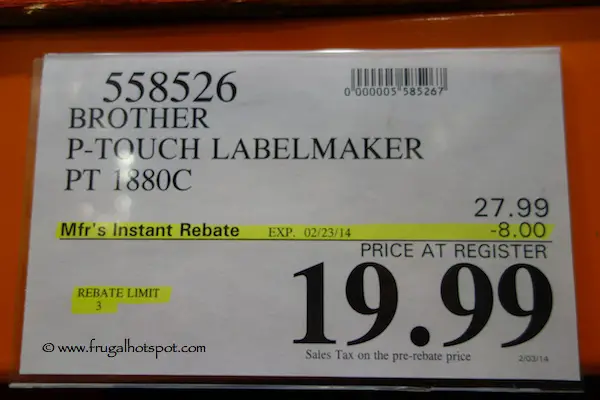 558526
0 000005 585267
BROTHER
P-TOUCH LABELMAKER
PT 1880C
27.99
Mfr's Instant Rebate EXP. 02/23/14 -8.00
PRICE AT REGISTER
19.99
REBATE LIMIT
3
Sales Tax on the pre-rebate price
2/03/14
© www.frugalhotspot.com